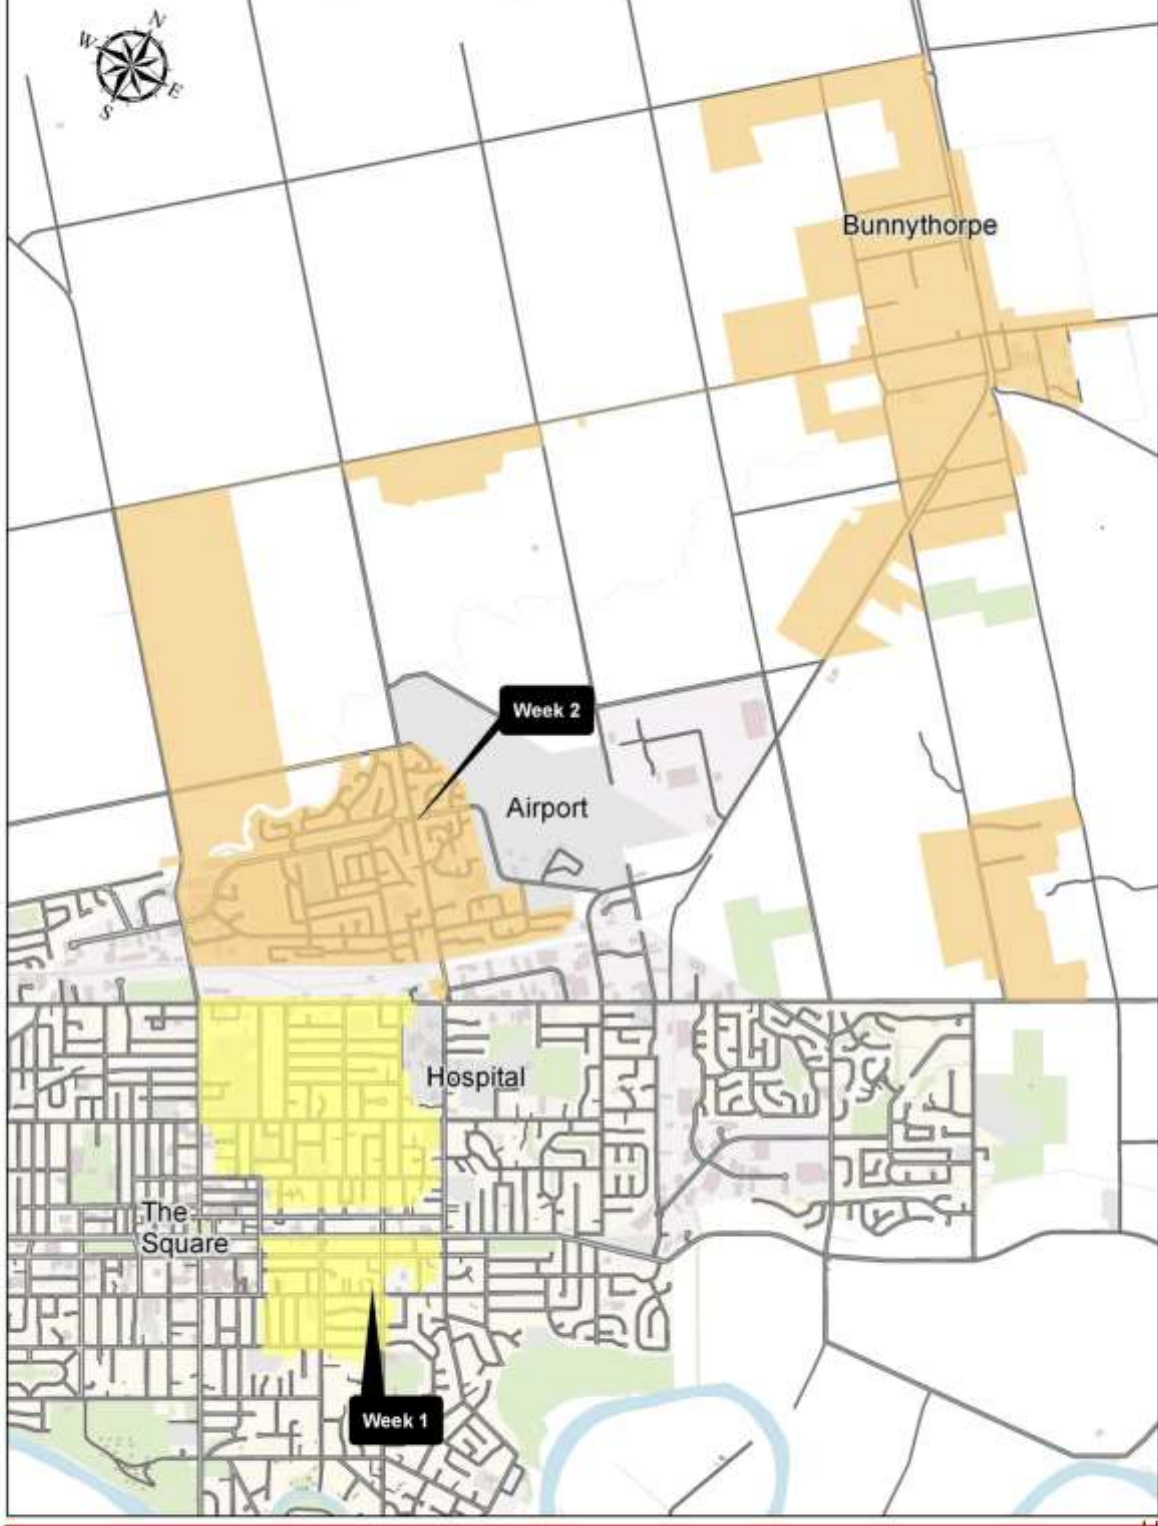 N
W
E
S
Bunnythorpe
Week 2
Airport
Hospital
The
Square
Week 1